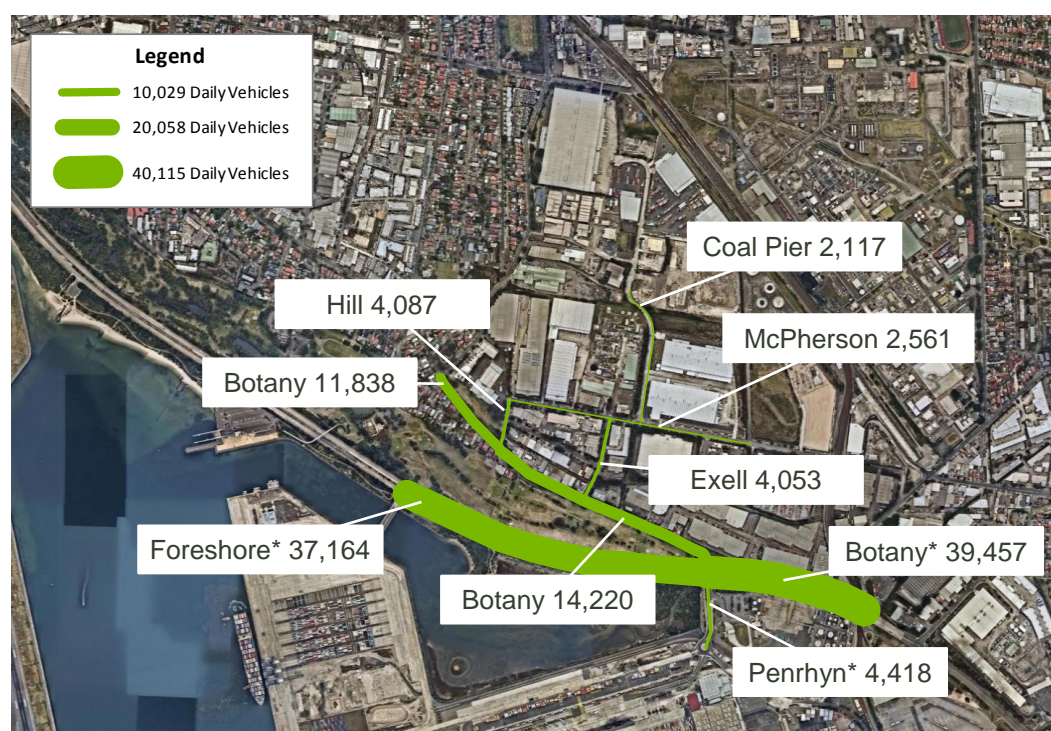 Legend
10,029 Daily Vehicles
20,058 Daily Vehicles
40,115 Daily Vehicles
Coal Pier 2,117
Hill 4,087
McPherson 2,561
Botany 11,838
Exell 4,053
Foreshore* 37,164
Botany* 39,457
Botany 14,220
Penrhyn* 4,418